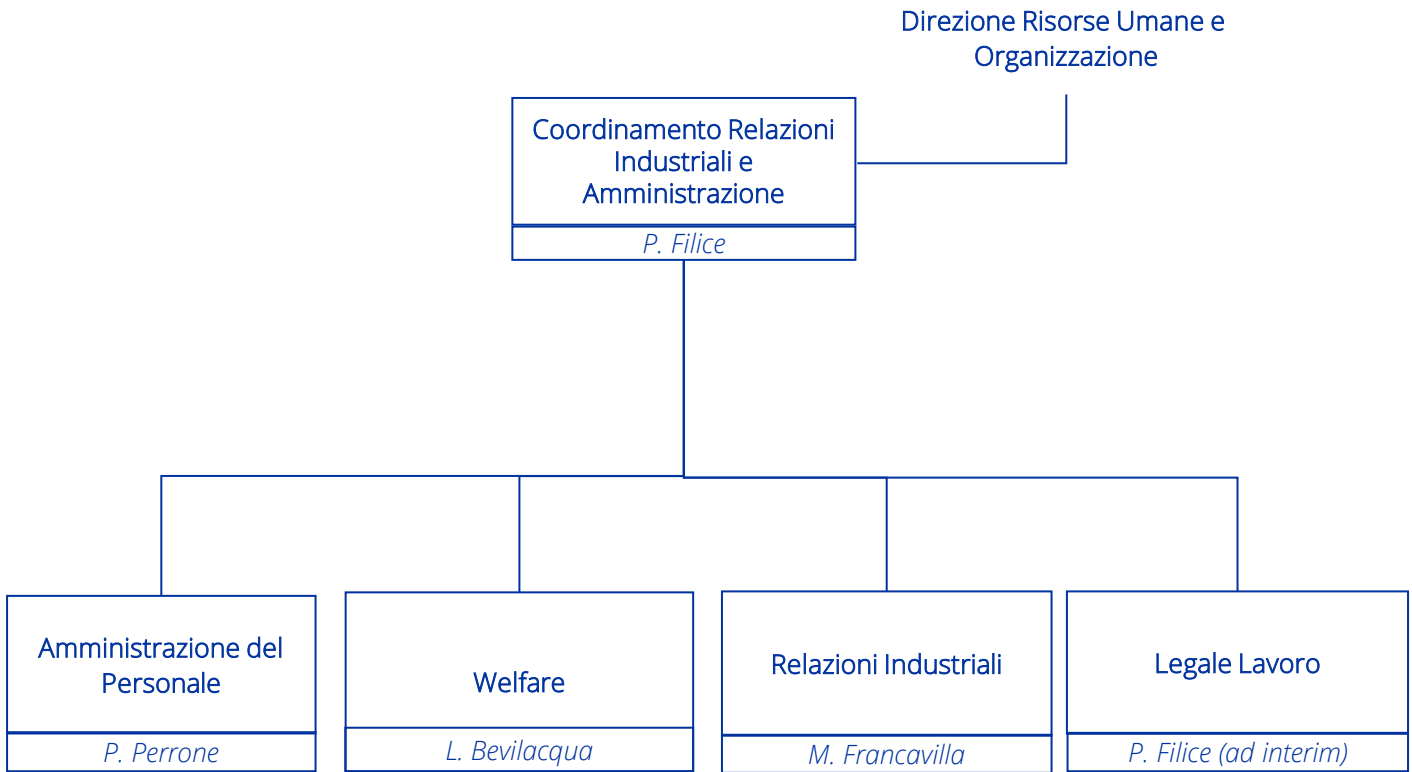 Direzione Risorse Umane e
Organizzazione
Coordinamento Relazioni
Industriali e
Amministrazione
P. Filice
Amministrazione del
Personale
P. Perrone
Welfare
L. Bevilacqua
Relazioni Industriali
M. Francavilla
Legale Lavoro
P. Filice (ad interim)